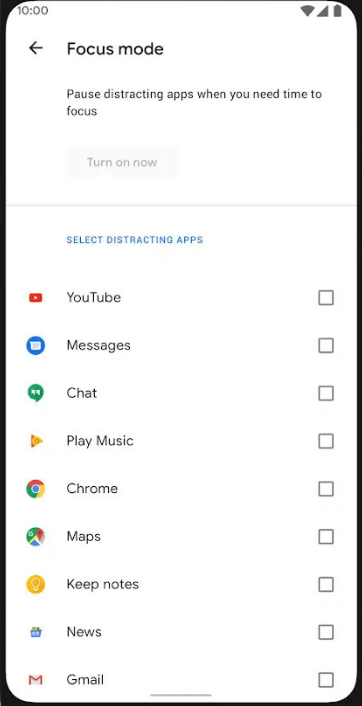 10:00
Focus mode
Pause distracting apps when you need time to
focus
Turn on now
SELECT DISTRACTING APPS
YouTube
Messages
Chat
Play Music
Chrome
Maps
Keep notes
News
Gmail